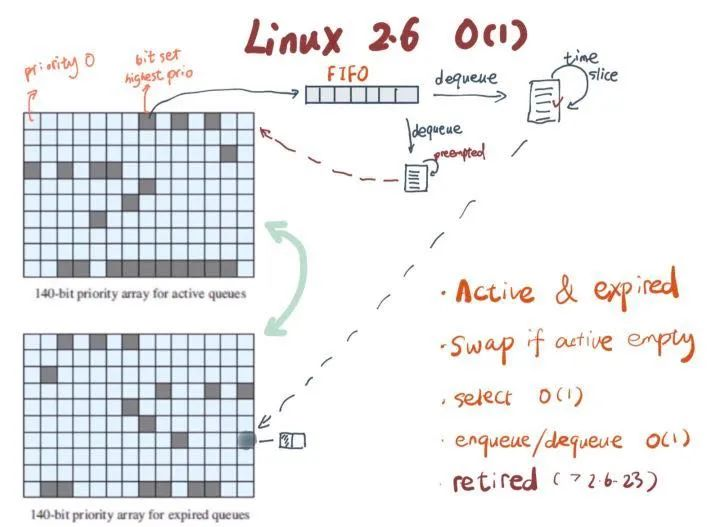 Linux 2.6 O(1)
priority 0
bit set
highest prio
FIFO
dequeue
time
slice
dequeue
preempted
140-bit priority array for active queues
· Active & expired
· Swap if active empty
· select O(1)
· enqueue/dequeue O(1)
· retired (>2.6.23)
140-bit priority array for expired queues